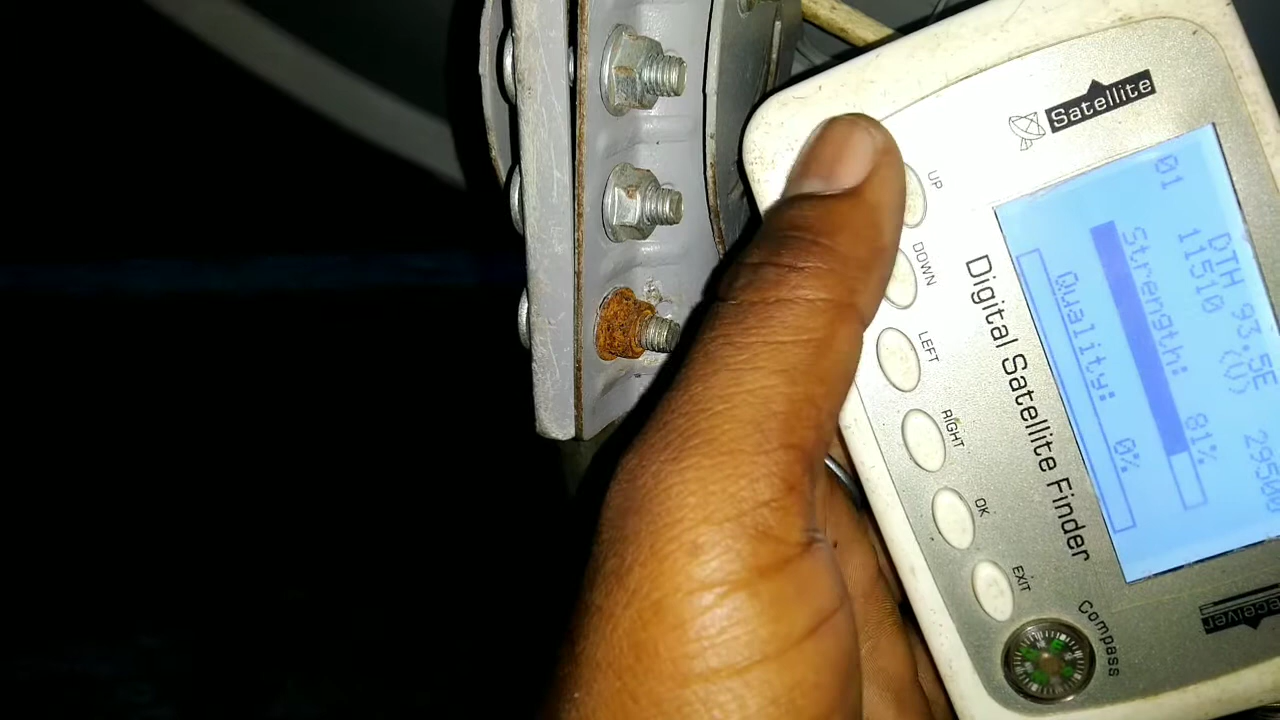 Satellite
01
DTH 93.5E
11510 (V) 29500
Strength: 81%
Quality: 0%
Digital Satellite Finder
UP
DOWN
LEFT
RIGHT
OK
EXIT
Compass